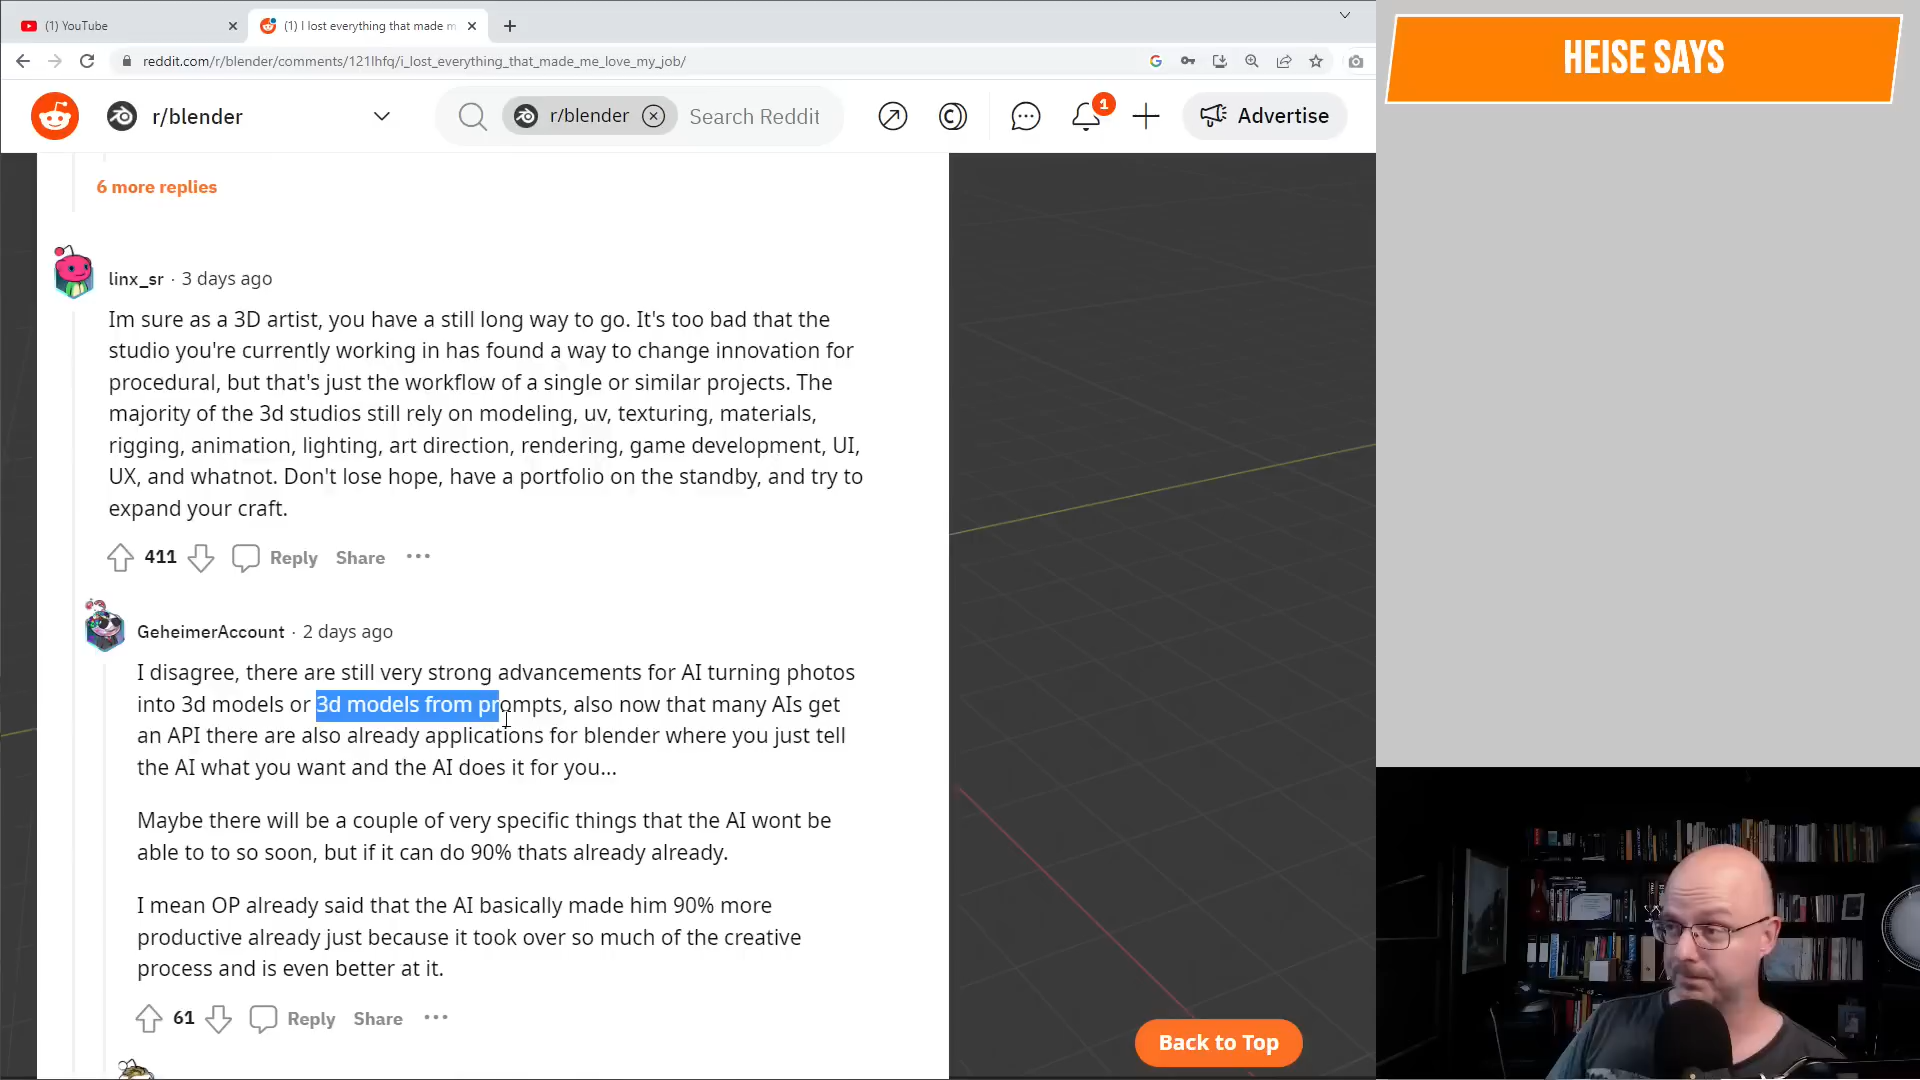 (1) YouTube
(1) I lost everything that made m
reddit.com/r/blender/comments/121lhfq/i_lost_everything_that_made_me_love_my_job/
HEISE SAYS
r/blender
r/blender
Search Reddit
1
Advertise
6 more replies
linx_sr · 3 days ago
Im sure as a 3D artist, you have a still long way to go. It's too bad that the
studio you're currently working in has found a way to change innovation for
procedural, but that's just the workflow of a single or similar projects. The
majority of the 3d studios still rely on modeling, uv, texturing, materials,
rigging, animation, lighting, art direction, rendering, game development, UI,
UX, and whatnot. Don't lose hope, have a portfolio on the standby, and try to
expand your craft.
411 Reply Share ···
GeheimerAccount · 2 days ago
I disagree, there are still very strong advancements for AI turning photos
into 3d models or 3d models from prompts, also now that many AIs get
an API there are also already applications for blender where you just tell
the AI what you want and the AI does it for you...
Maybe there will be a couple of very specific things that the AI wont be
able to to so soon, but if it can do 90% thats already already.
I mean OP already said that the AI basically made him 90% more
productive already just because it took over so much of the creative
process and is even better at it.
61 Reply Share ···
Back to Top